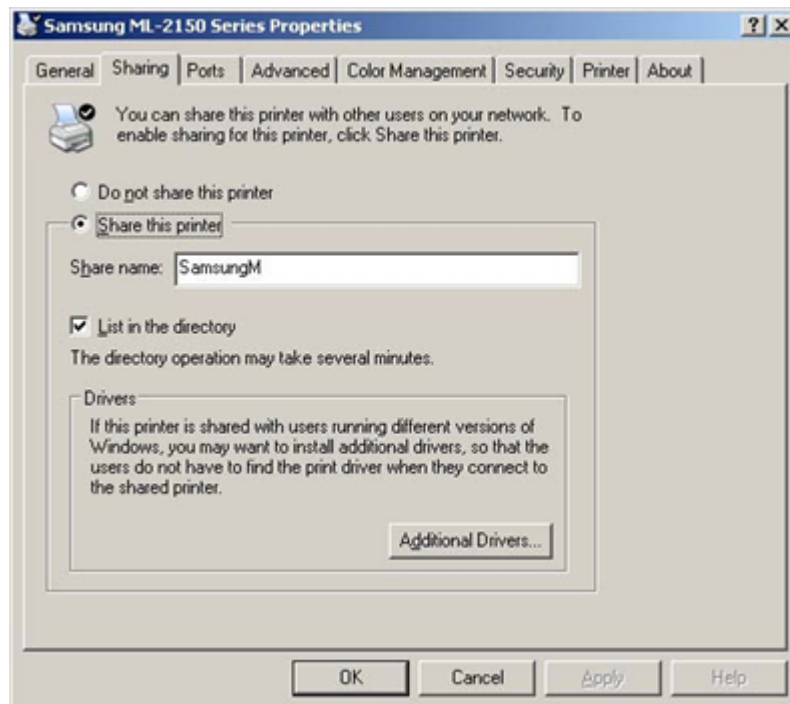 Samsung ML-2150 Series Properties
General Sharing Ports Advanced Color Management Security Printer About
You can share this printer with other users on your network. To
enable sharing for this printer, click Share this printer.
Do not share this printer
Share this printer
Share name: SamsungM
List in the directory
The directory operation may take several minutes.
Drivers
If this printer is shared with users running different versions of
Windows, you may want to install additional drivers, so that the
users do not have to find the print driver when they connect to
the shared printer.
Additional Drivers...
OK Cancel Apply Help